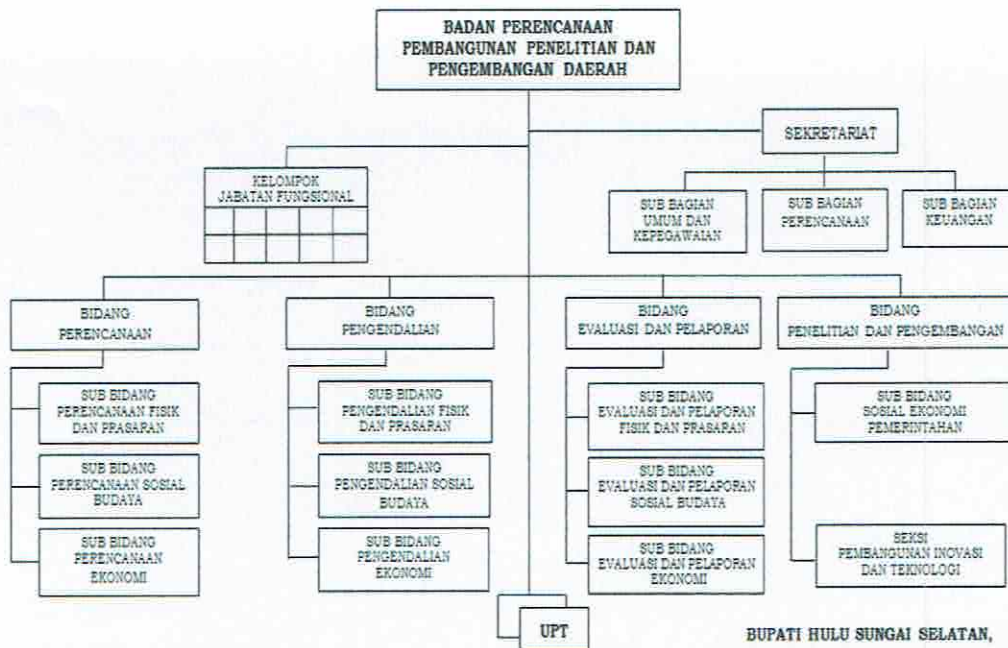 BADAN PERENCANAAN
PEMBANGUNAN PENELITIAN DAN
PENGEMBANGAN DAERAH
SEKRETARIAT
KELOMPOK
JABATAN FUNGSIONAL
SUB BAGIAN
UMUM DAN
KEPEGAWAIAN
SUB BAGIAN
PERENCANAAN
SUB BAGIAN
KEUANGAN
BIDANG
PERENCANAAN
BIDANG
PENGENDALIAN
BIDANG
EVALUASI DAN PELAPORAN
BIDANG
PENELITIAN DAN PENGEMBANGAN
SUB BIDANG
PERENCANAAN FISIK
DAN PRASARAN
SUB BIDANG
PENGENDALIAN FISIK
DAN PRASARAN
SUB BIDANG
EVALUASI DAN PELAPORAN
FISIK DAN PRASARAN
SUB BIDANG
SOSIAL EKONOMI
PEMERINTAHAN
SUB BIDANG
PERENCANAAN SOSIAL
BUDAYA
SUB BIDANG
PENGENDALIAN SOSIAL
BUDAYA
SUB BIDANG
EVALUASI DAN PELAPORAN
SOSIAL BUDAYA
SUB BIDANG
PERENCANAAN
EKONOMI
SUB BIDANG
PENGENDALIAN
EKONOMI
SUB BIDANG
EVALUASI DAN PELAPORAN
EKONOMI
SEKSI
PEMBANGUNAN INOVASI
DAN TEKNOLOGI
UPT
BUPATI HULU SUNGAI SELATAN,